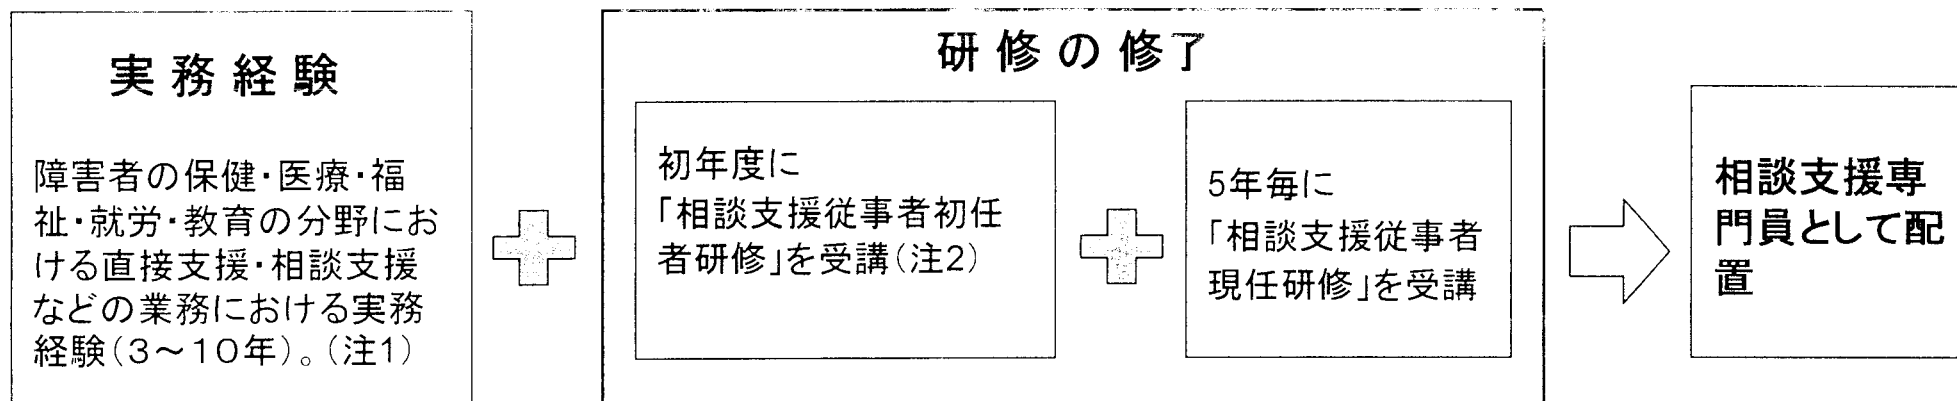 実務経験
障害者の保健・医療・福
祉・就労・教育の分野にお
ける直接支援・相談支援
などの業務における実務
経験(3～10年)。(注1)
研修の修了
初年度に
「相談支援従事者初任
者研修」を受講(注2)
5年毎に
「相談支援従事者
現任研修」を受講
相談支援専
門員として配
置